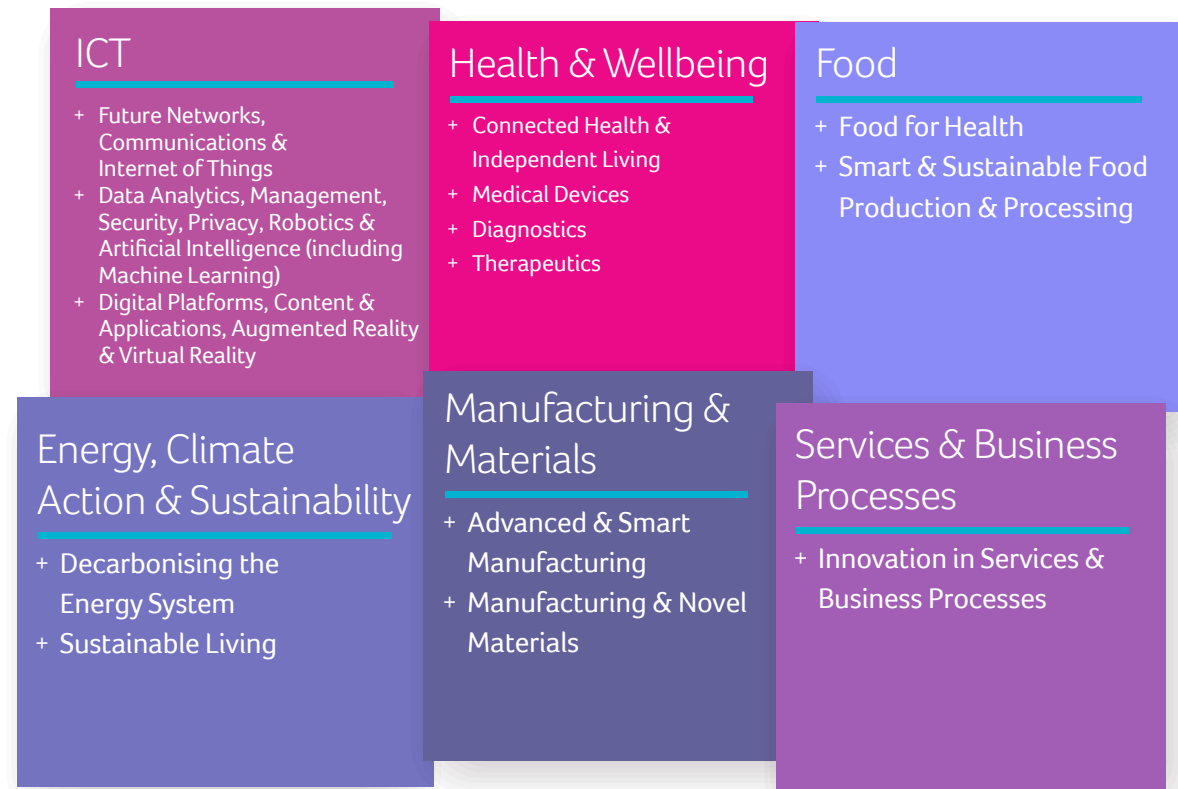 ICT
+ Future Networks,
Communications &
Internet of Things
+ Data Analytics, Management,
Security, Privacy, Robotics &
Artificial Intelligence (including
Machine Learning)
+ Digital Platforms, Content &
Applications, Augmented Reality
& Virtual Reality
Health & Wellbeing
+ Connected Health &
Independent Living
+ Medical Devices
+ Diagnostics
+ Therapeutics
Food
+ Food for Health
+ Smart & Sustainable Food
Production & Processing
Energy, Climate
Action & Sustainability
+ Decarbonising the
Energy System
+ Sustainable Living
Manufacturing &
Materials
+ Advanced & Smart
Manufacturing
+ Manufacturing & Novel
Materials
Services & Business
Processes
+ Innovation in Services &
Business Processes